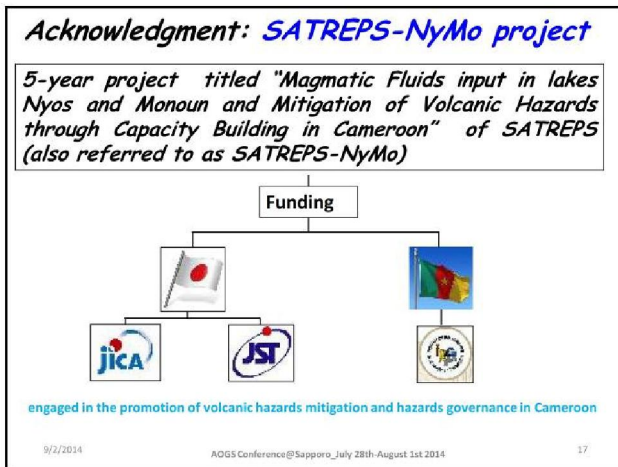 Acknowledgment: SATREPS-NyMo project
5-year project titled "Magmatic Fluids input in lakes
Nyos and Monoun and Mitigation of Volcanic Hazards
through Capacity Building in Cameroon" of SATREPS
(also referred to as SATREPS-NyMo)
Funding
jICA
JST
engaged in the promotion of volcanic hazards mitigation and hazards governance in Cameroon
9/2/2014
AOGS Conference@Sapporo_July 28th-August 1st 2014
17